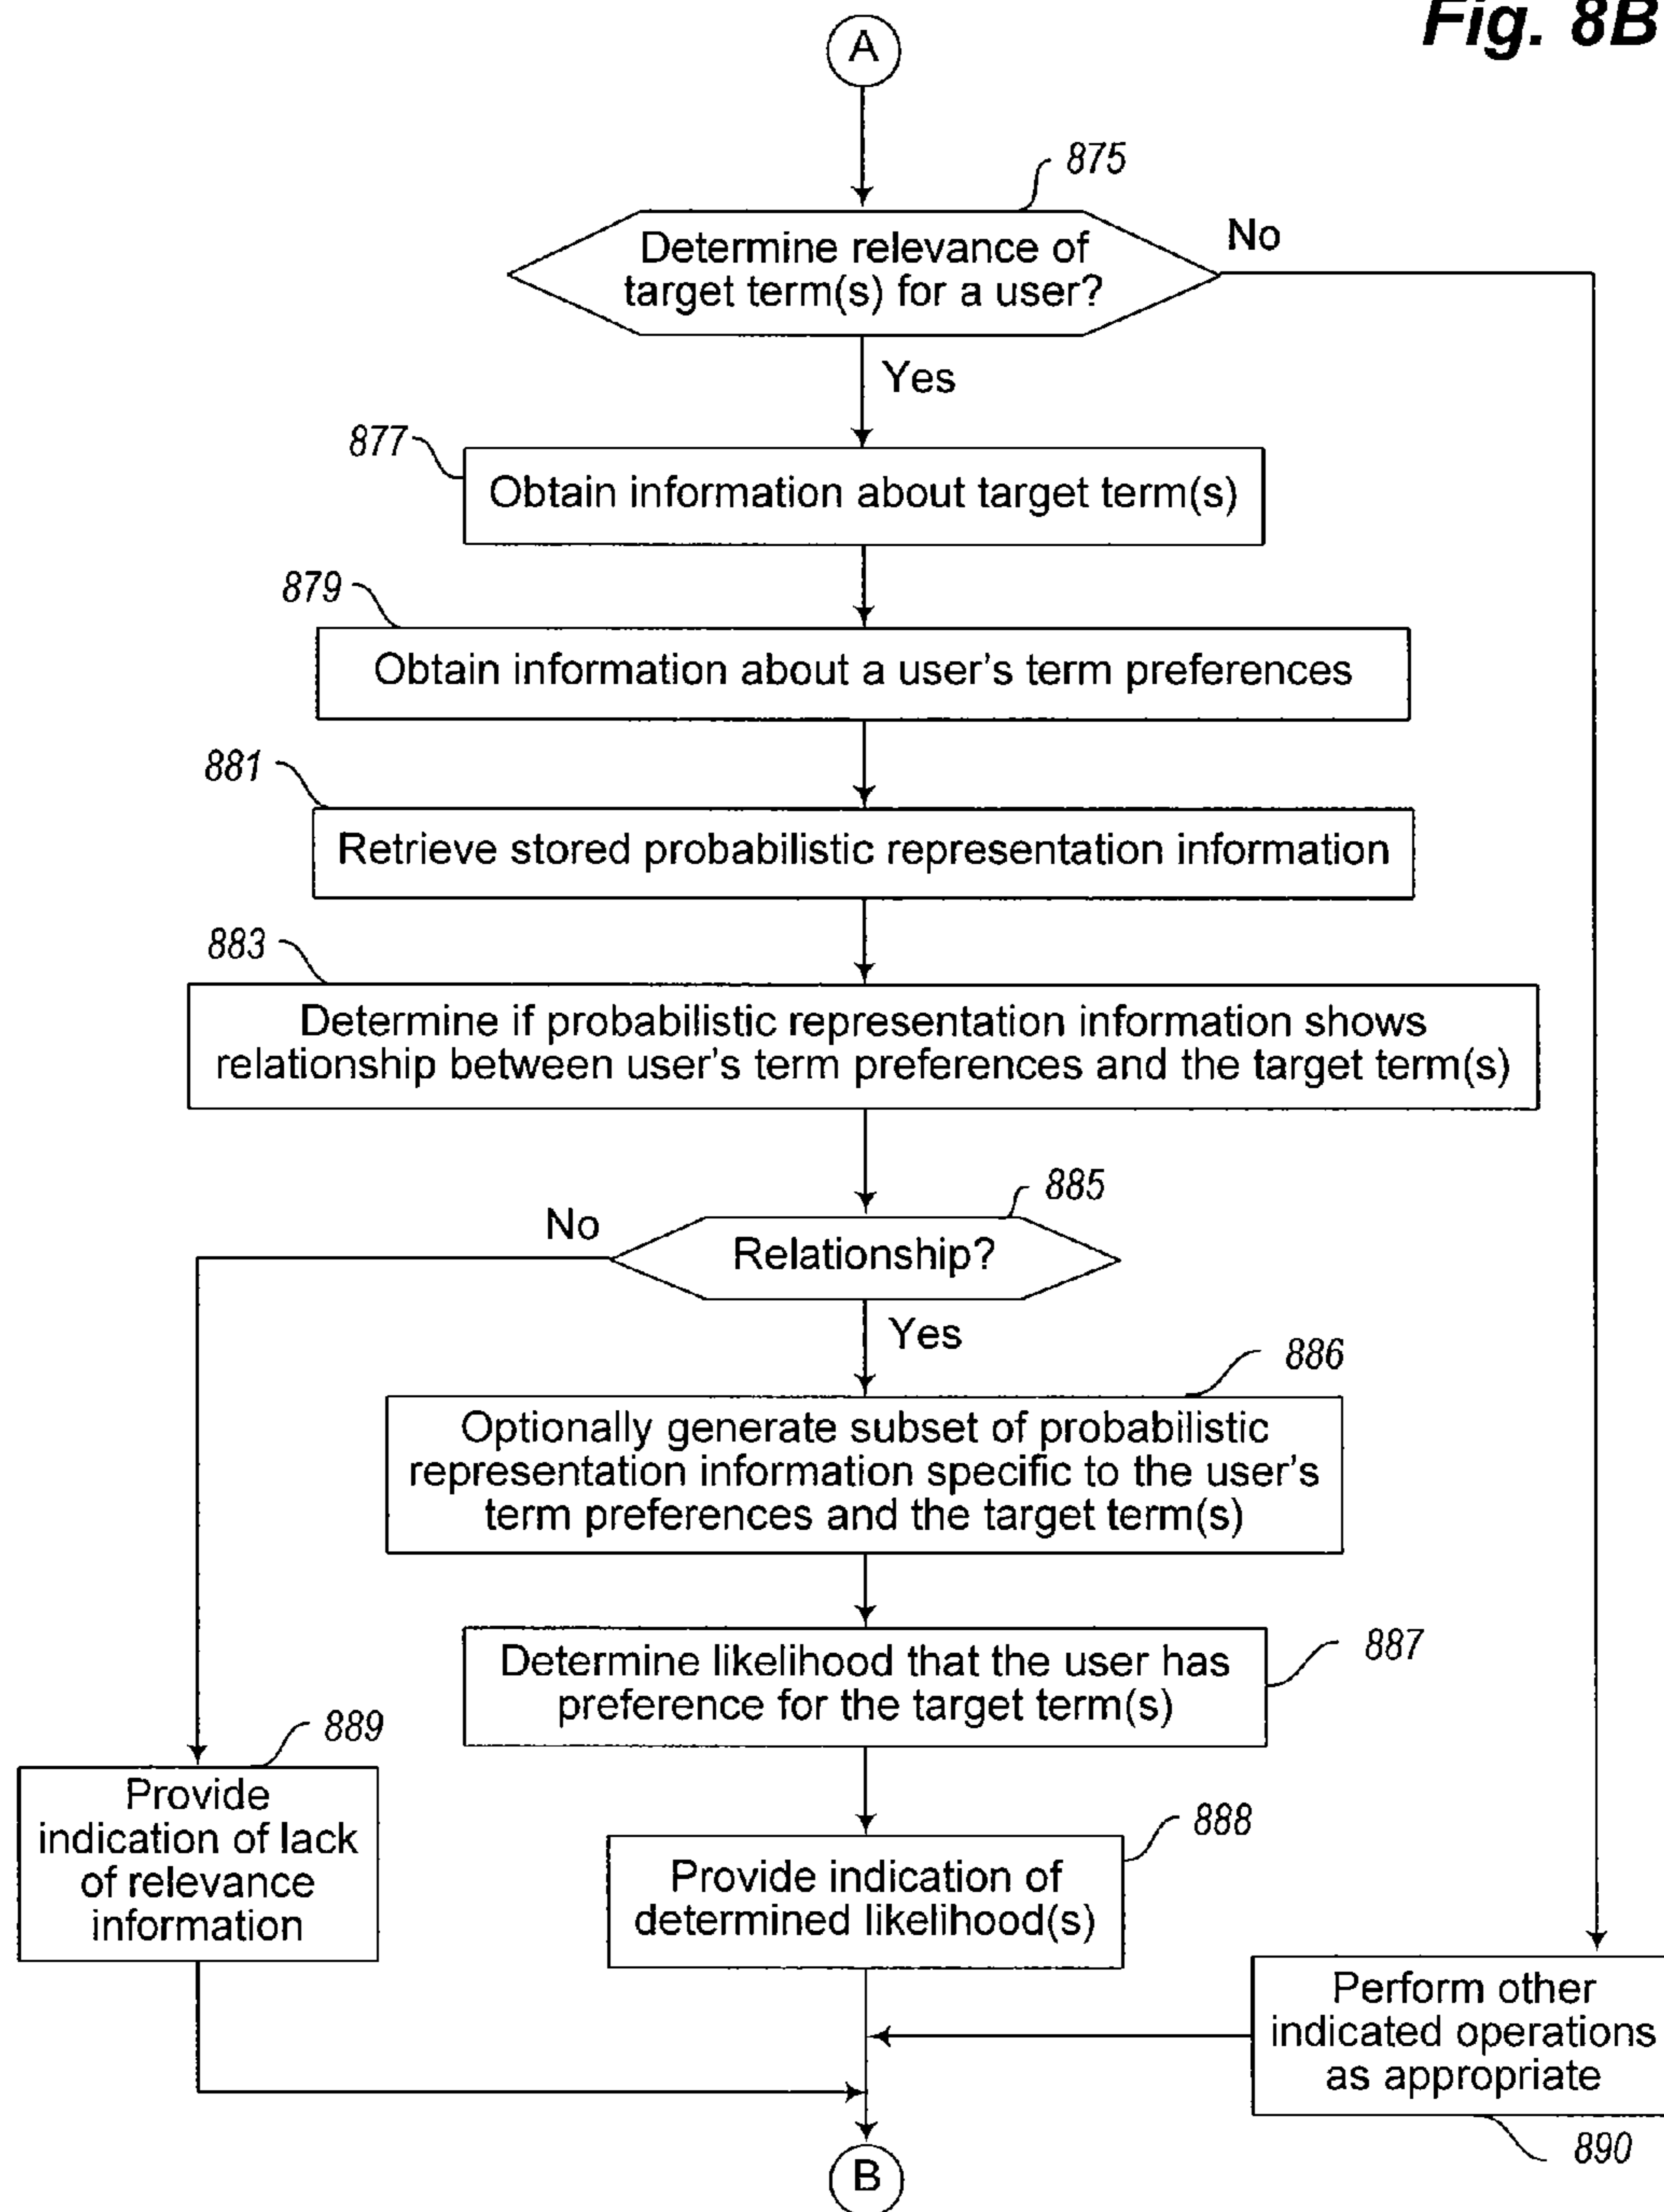 Fig. 8B
A
875
Determine relevance of
target term(s) for a user?
No
Yes
877
Obtain information about target term(s)
879
Obtain information about a user's term preferences
881
Retrieve stored probabilistic representation information
883
Determine if probabilistic representation information shows
relationship between user's term preferences and the target term(s)
885
No
Relationship?
Yes
886
Optionally generate subset of probabilistic
representation information specific to the user's
term preferences and the target term(s)
887
Determine likelihood that the user has
preference for the target term(s)
889
Provide
indication of lack
of relevance
information
888
Provide indication of
determined likelihood(s)
Perform other
indicated operations
as appropriate
890
B